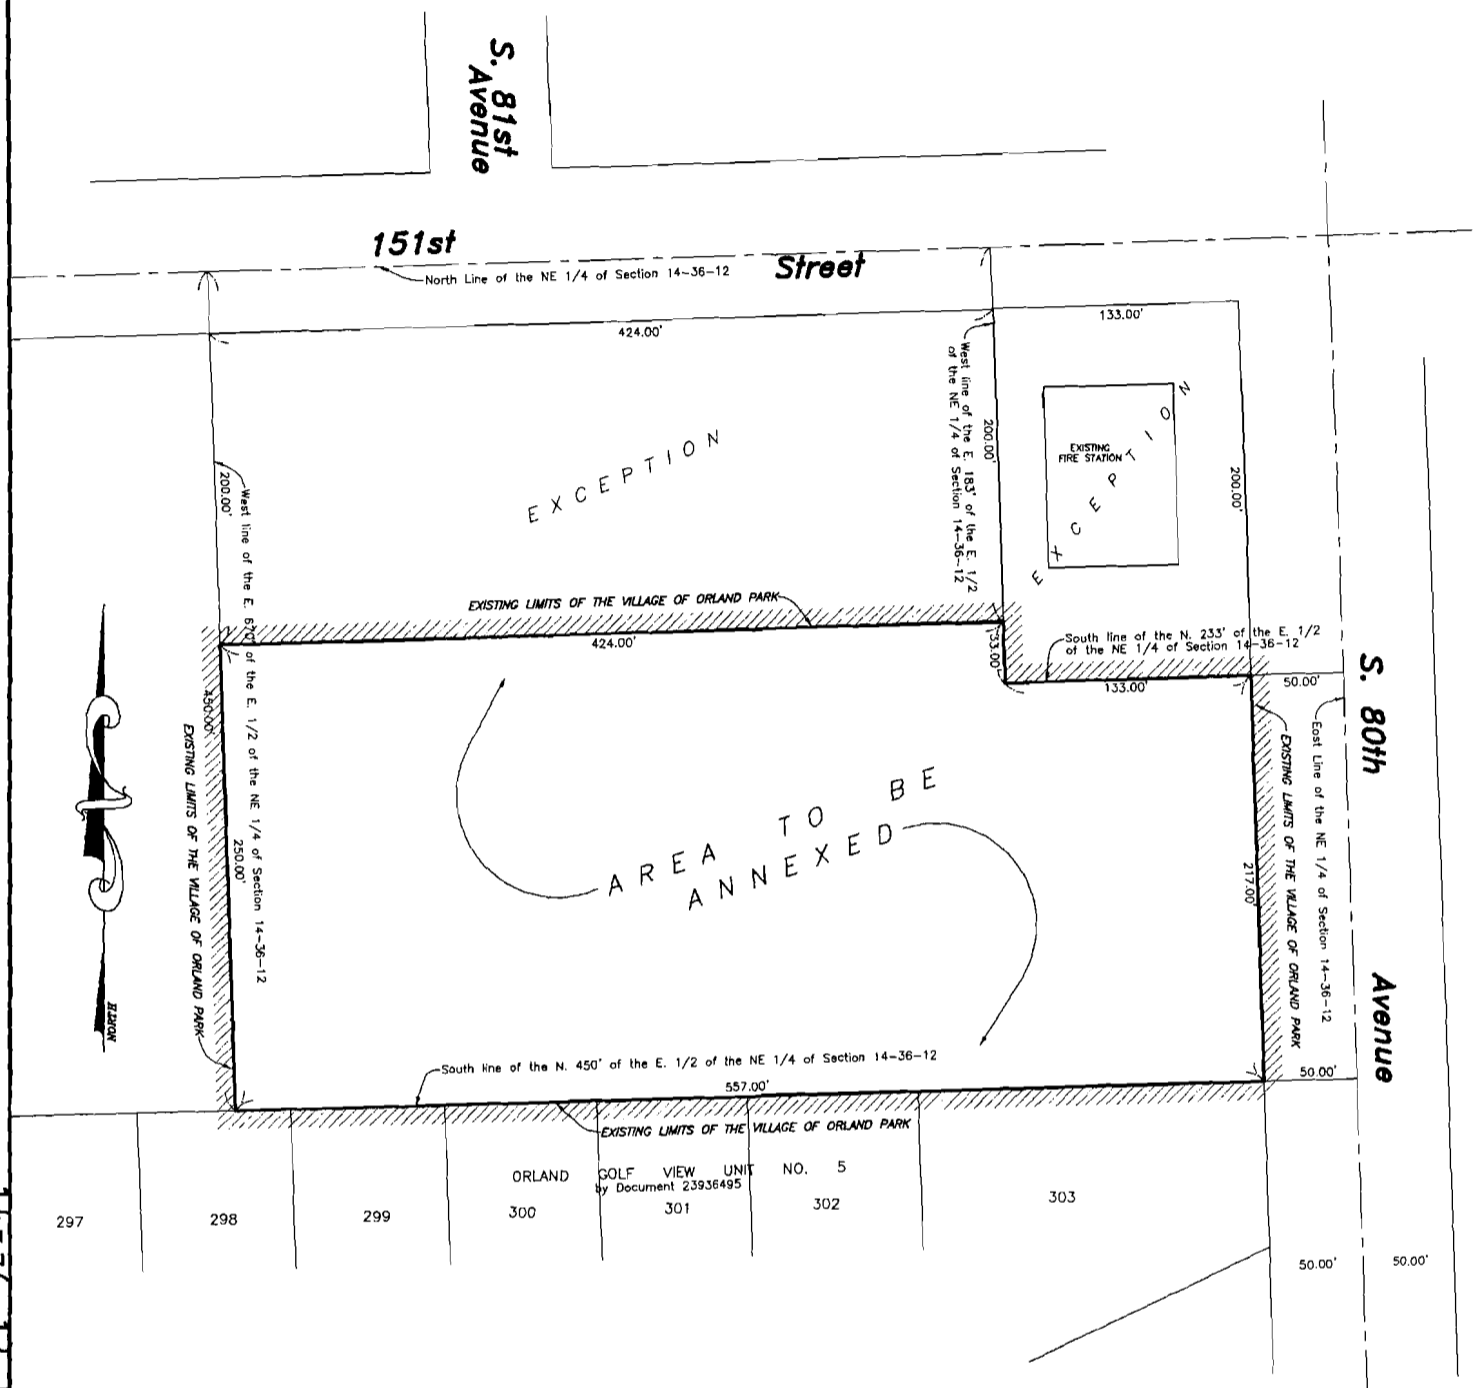 S. 81st
Avenue
151st Street
North Line of the NE 1/4 of Section 14-36-12
424.00'
133.00'
West line of the E. 183' of the E. 1/2
of the NE 1/4 of Section 14-36-12
200.00'
EXISTING
FIRE STATION
EXCEPTION
200.00'
EXCEPTION
200.00'
West line of the E. 670' of the E. 1/2 of the NE 1/4 of Section 14-36-12
EXISTING LIMITS OF THE VILLAGE OF ORLAND PARK
424.00'
33.00'
South line of the N. 233' of the E. 1/2
of the NE 1/4 of Section 14-36-12
133.00'
50.00'
S. 80th Avenue
450.00'
EXISTING LIMITS OF THE VILLAGE OF ORLAND PARK
250.00'
AREA TO BE
ANNEXED
217.00'
EXISTING LIMITS OF THE VILLAGE OF ORLAND PARK
East Line of the NE 1/4 of Section 14-36-12
NORTH
South line of the N. 450' of the E. 1/2 of the NE 1/4 of Section 14-36-12
557.00'
50.00'
EXISTING LIMITS OF THE VILLAGE OF ORLAND PARK
ORLAND GOLF VIEW UNIT NO. 5
by Document 23936495
297
298
299
300
301
302
303
50.00'
50.00'